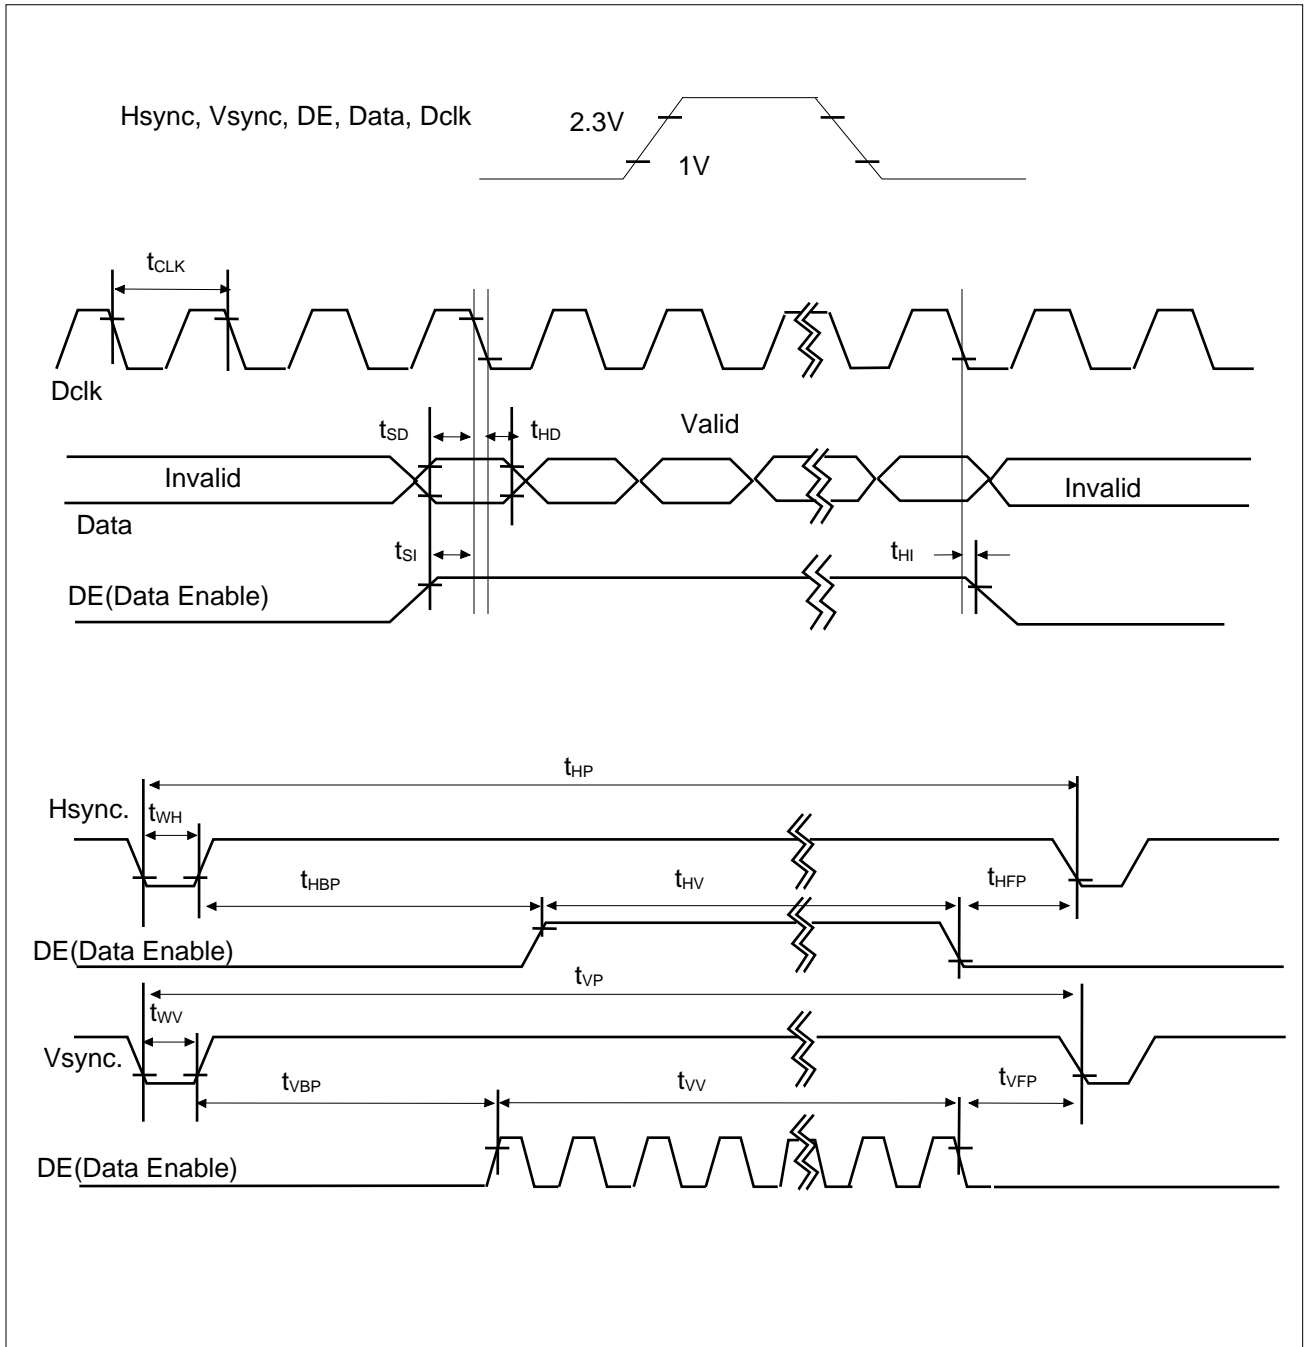 Hsync, Vsync, DE, Data, Dclk
2.3V
1V
tCLK
Dclk
tSD
tHD
Valid
Invalid
Invalid
Data
tSI
tHI
DE(Data Enable)
tHP
Hsync.
tWH
tHBP
tHV
tHFP
DE(Data Enable)
tVP
tWV
Vsync.
tVBP
tVV
tVFP
DE(Data Enable)